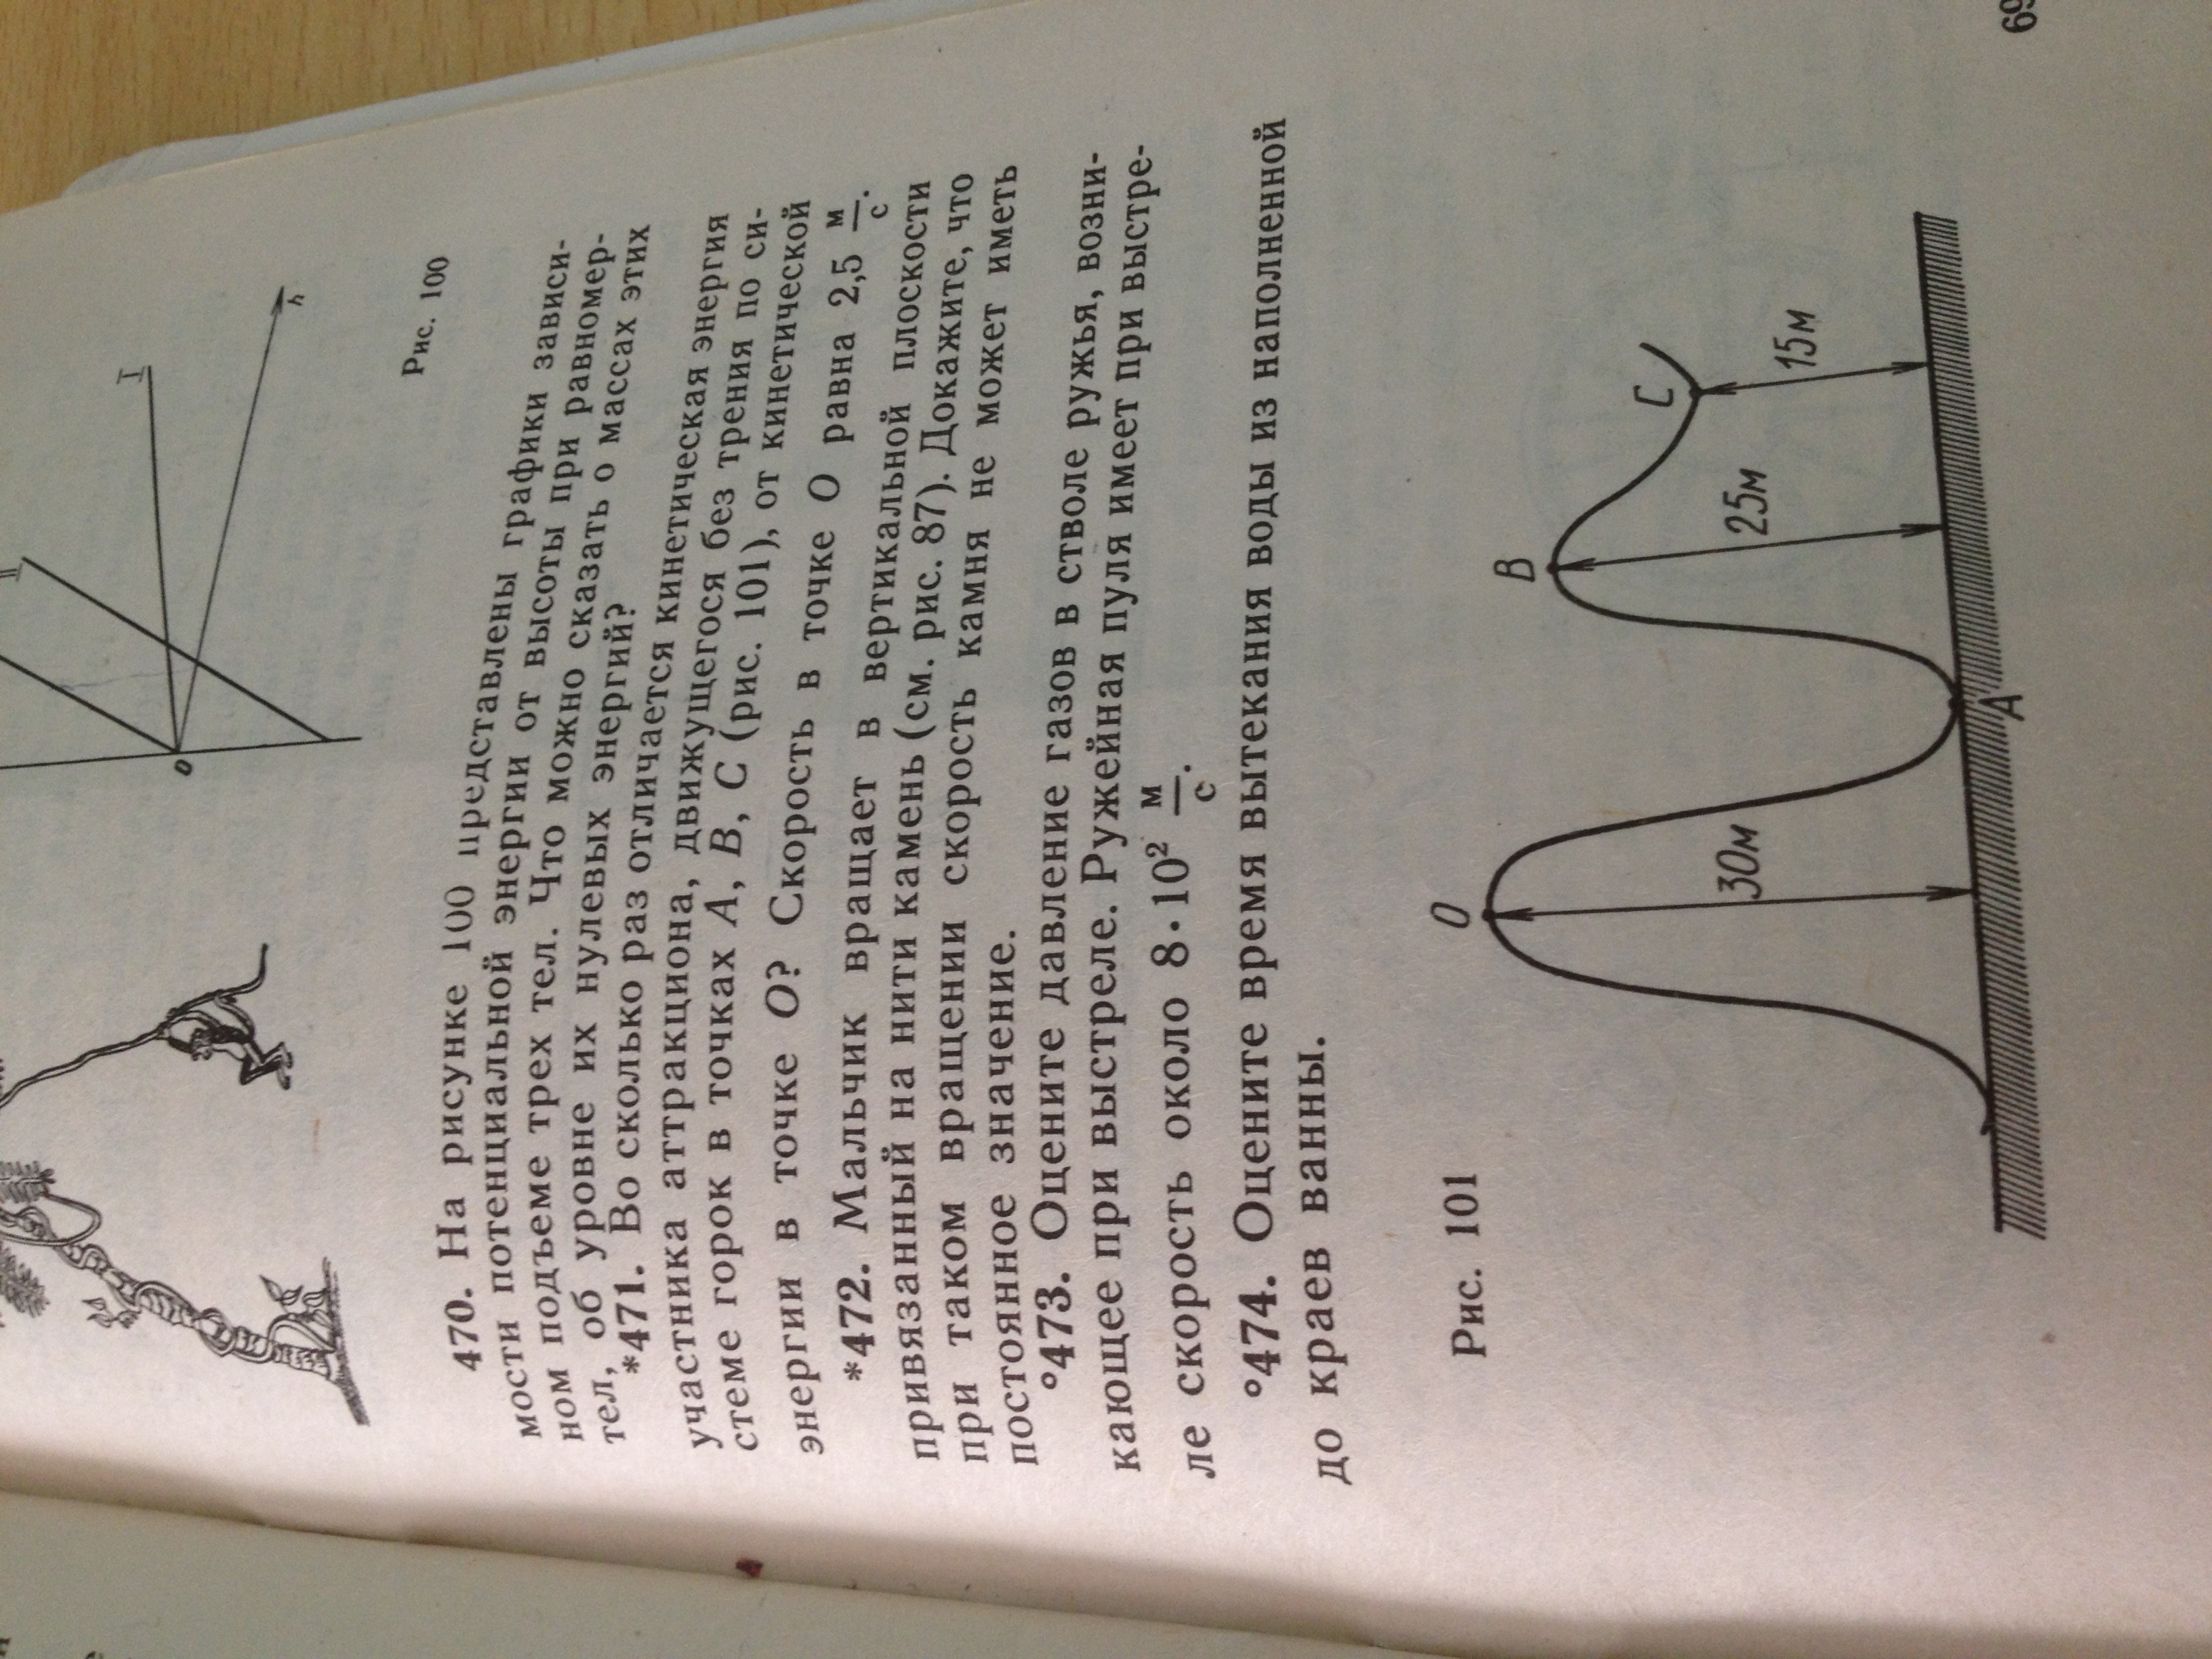 I
II
0
h
Рис. 100
470. На рисунке 100 представлены графики зависи-
мости потенциальной энергии от высоты при равномер-
ном подъеме трех тел. Что можно сказать о массах этих
тел, об уровне их нулевых энергий?
*471. Во сколько раз отличается кинетическая энергия
участника аттракциона, движущегося без трения по си-
стеме горок в точках A, B, C (рис. 101), от кинетической
энергии в точке O? Скорость в точке O равна 2,5 м/с.
*472. Мальчик вращает в вертикальной плоскости
привязанный на нити камень (см. рис. 87). Докажите, что
при таком вращении скорость камня не может иметь
постоянное значение.
°473. Оцените давление газов в стволе ружья, возни-
кающее при выстреле. Ружейная пуля имеет при выстре-
ле скорость около 8·10² м/с.
°474. Оцените время вытекания воды из наполненной
до краев ванны.
Рис. 101
O
B
C
30м
25м
15м
A
69